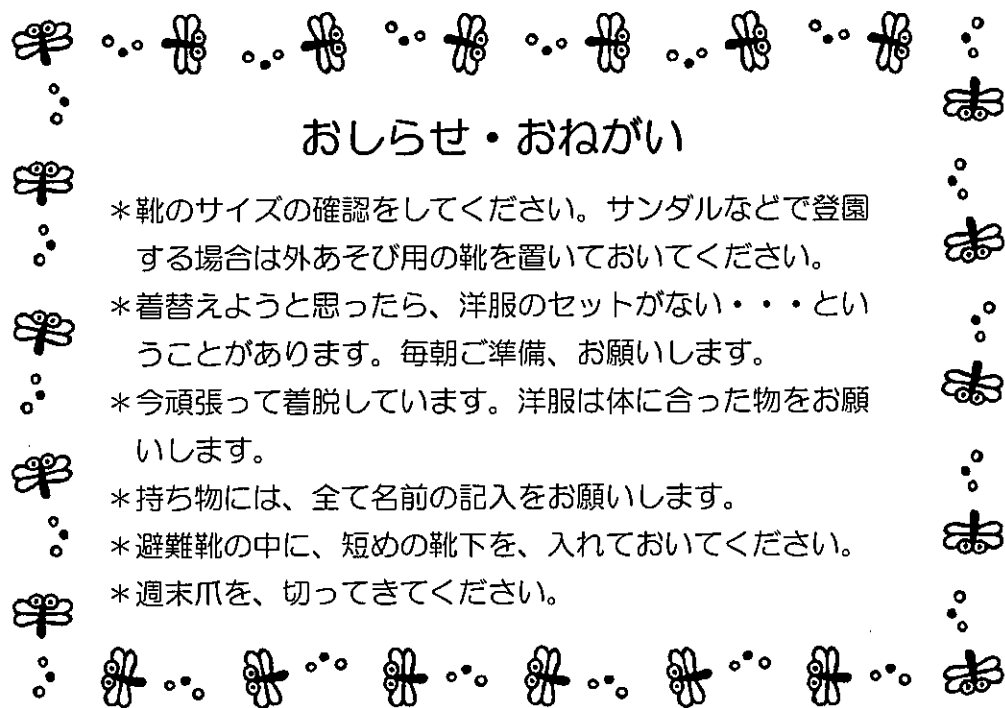 おしらせ・おねがい
＊靴のサイズの確認をしてください。サンダルなどで登園
する場合は外あそび用の靴を置いておいてください。
＊着替えようと思ったら、洋服のセットがない・・・とい
うことがあります。毎朝ご準備、お願いします。
＊今頑張って着脱しています。洋服は体に合った物をお願
いします。
＊持ち物には、全て名前の記入をお願いします。
＊避難靴の中に、短めの靴下を、入れておいてください。
＊週末爪を、切ってきてください。